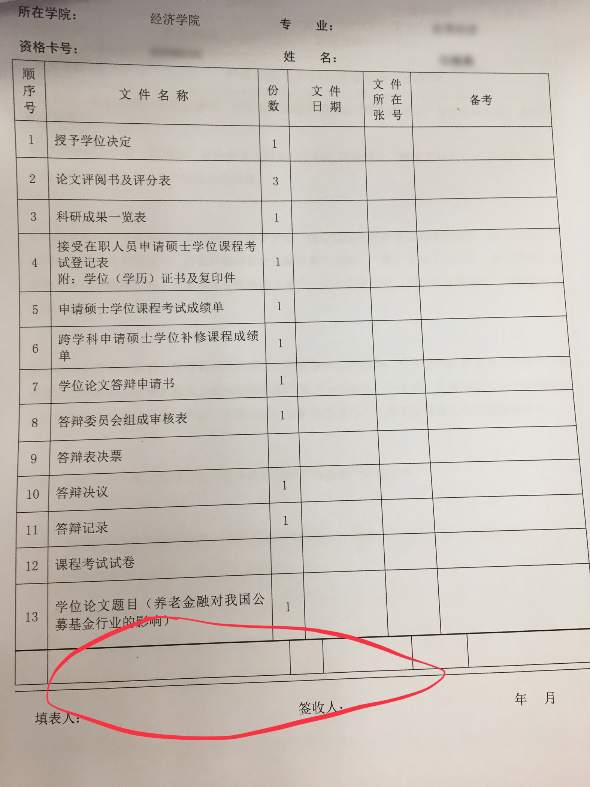 所在学院： 经济学院 专 业：
资格卡号： 姓 名：
顺序号 文 件 名 称 份数 文 件 日 期 文 件 所 在 张 号 备考
1 授予学位决定 1
2 论文评阅书及评分表 3
3 科研成果一览表 1
4 接受在职人员申请硕士学位课程考 1
试登记表
附：学位（学历）证书及复印件
5 申请硕士学位课程考试成绩单 1
6 跨学科申请硕士学位补修课程成绩 1
单
7 学位论文答辩申请书 1
8 答辩委员会组成审核表 1
9 答辩表决票
10 答辩决议 1
11 答辩记录 1
12 课程考试试卷
13 学位论文题目（养老金融对我国公 1
募基金行业的影响）
填表人： 签收人： 年 月